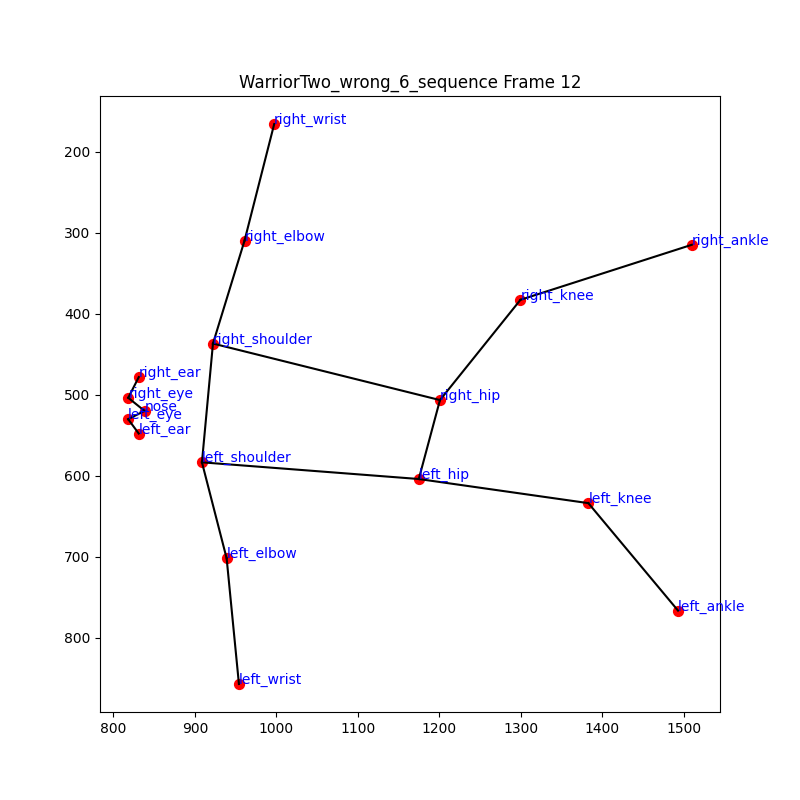 WarriorTwo_wrong_6_sequence Frame 12
right_wrist
right_elbow
right_ankle
right_knee
right_shoulder
right_ear
right_eye
right_hip
nose
left_eye
left_ear
left_shoulder
left_hip
left_knee
left_elbow
left_ankle
left_wrist
200
300
400
500
600
700
800
800 900 1000 1100 1200 1300 1400 1500